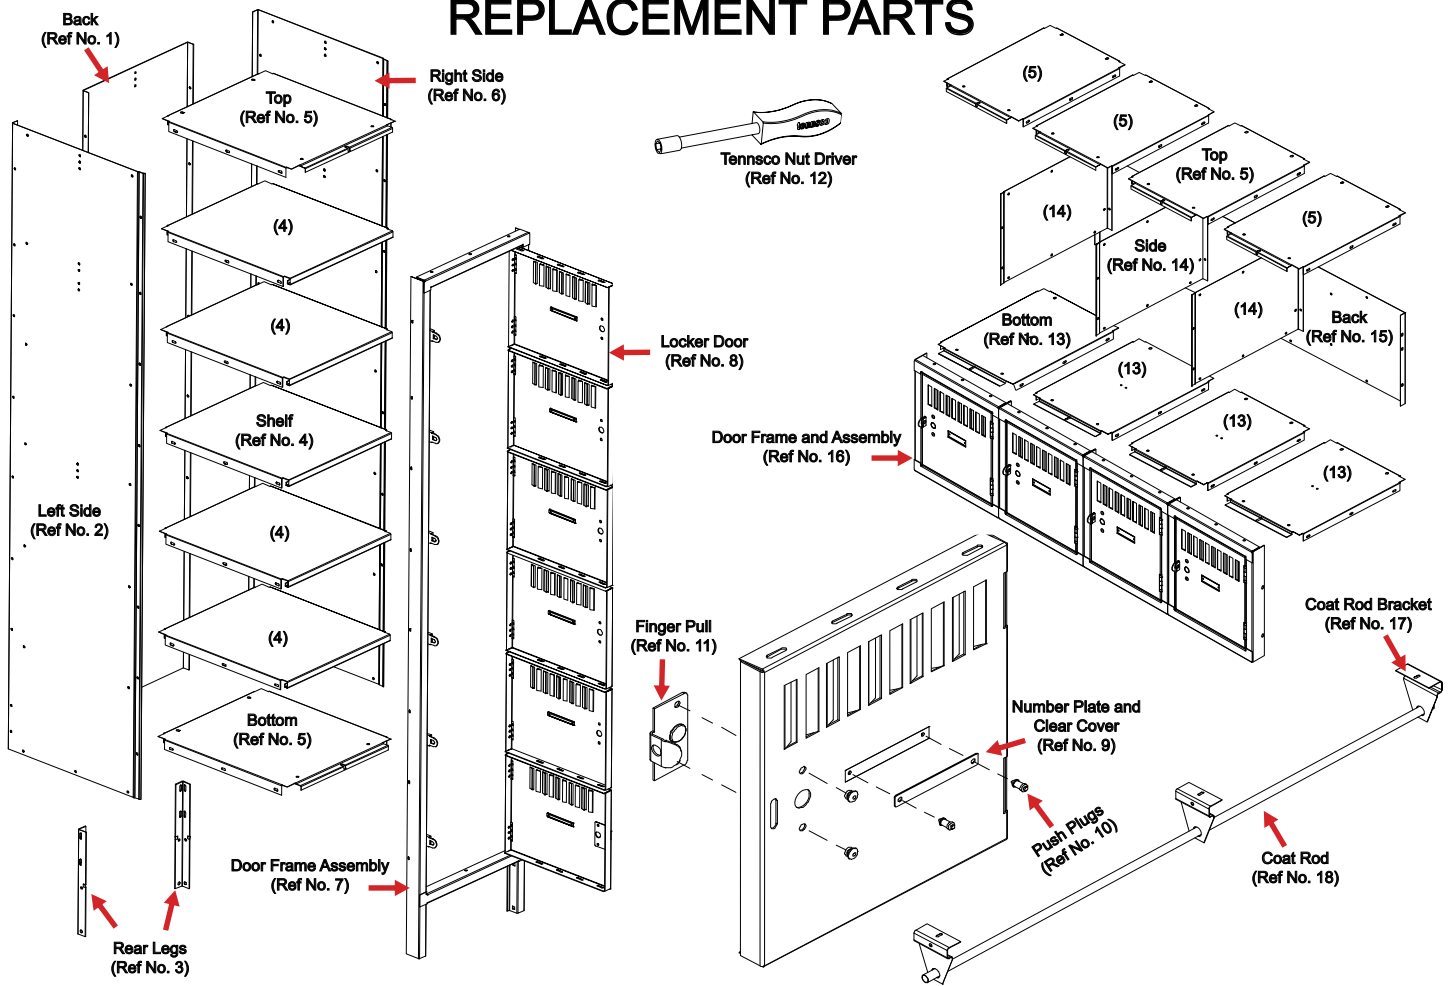 REPLACEMENT PARTS
Back
(Ref No. 1)
Right Side
(Ref No. 6)
Top
(Ref No. 5)
(4)
(4)
Shelf
(Ref No. 4)
(4)
(4)
Bottom
(Ref No. 5)
Left Side
(Ref No. 2)
Rear Legs
(Ref No. 3)
Door Frame Assembly
(Ref No. 7)
Locker Door
(Ref No. 8)
tennsco
Tennsco Nut Driver
(Ref No. 12)
(5)
(5)
Top
(Ref No. 5)
(5)
(14)
Side
(Ref No. 14)
(14)
Back
(Ref No. 15)
Bottom
(Ref No. 13)
(13)
(13)
(13)
Door Frame and Assembly
(Ref No. 16)
Finger Pull
(Ref No. 11)
Number Plate and
Clear Cover
(Ref No. 9)
Push Plugs
(Ref No. 10)
Coat Rod Bracket
(Ref No. 17)
Coat Rod
(Ref No. 18)